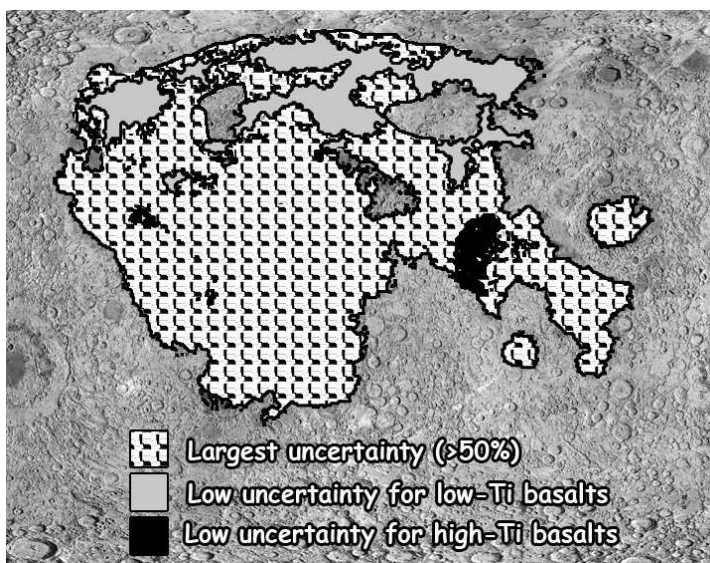 Largest uncertainty (>50%)
Low uncertainty for low-Ti basalts
Low uncertainty for high-Ti basalts